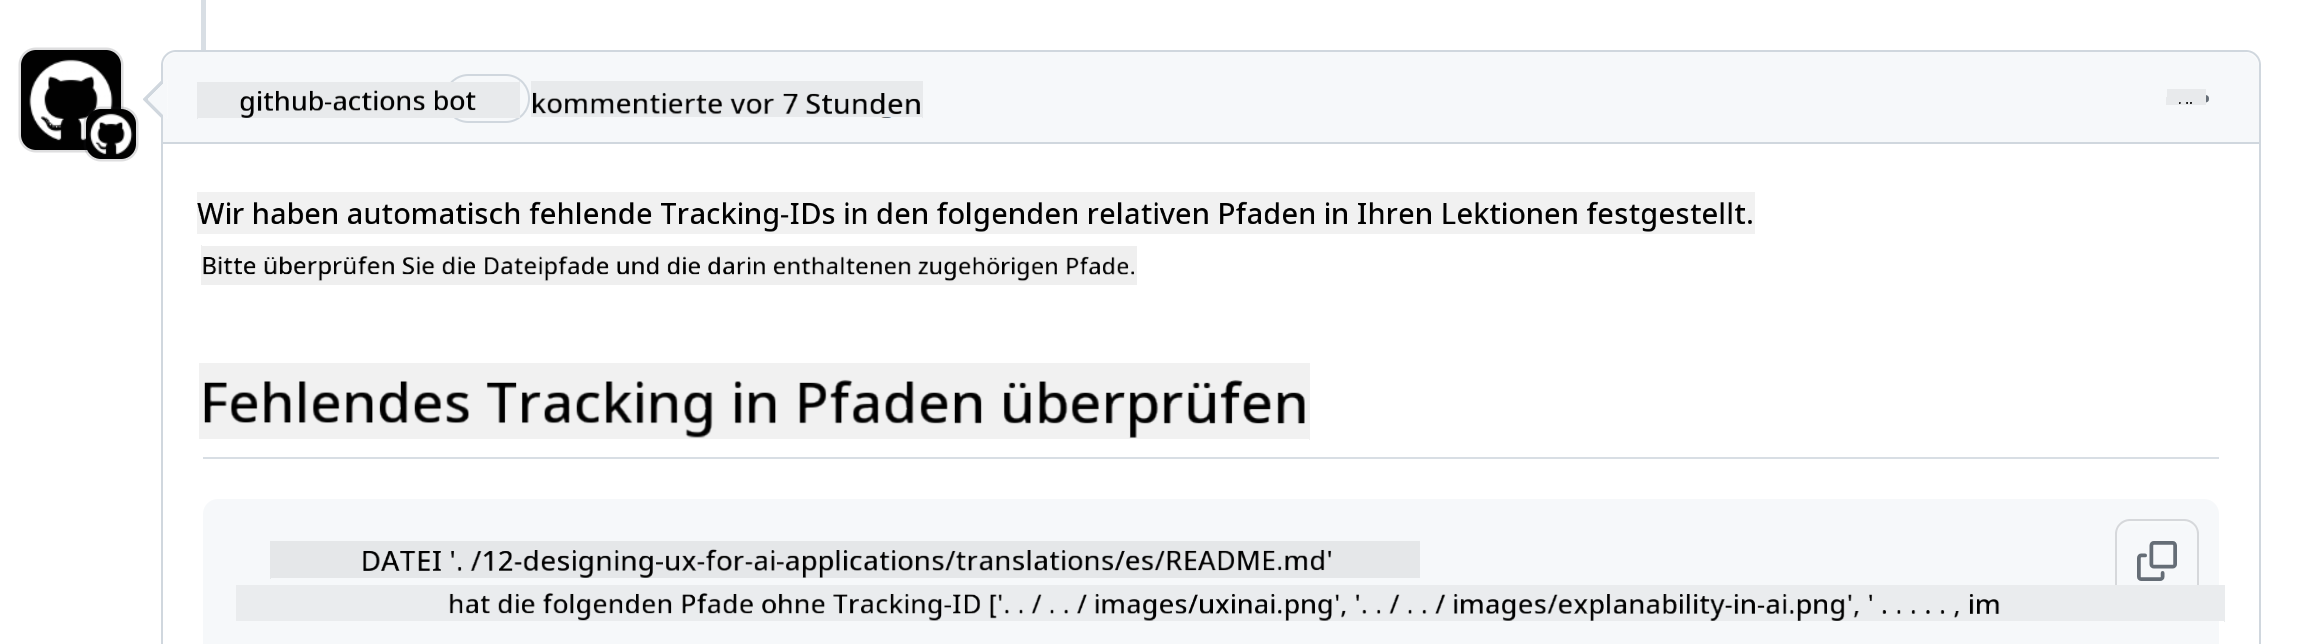 github-actions bot kommentierte vor 7 Stunden
Wir haben automatisch fehlende Tracking-IDs in den folgenden relativen Pfaden in Ihren Lektionen festgestellt.
Bitte überprüfen Sie die Dateipfade und die darin enthaltenen zugehörigen Pfade.
Fehlendes Tracking in Pfaden überprüfen
DATEI '. /12-designing-ux-for-ai-applications/translations/es/README.md'
hat die folgenden Pfade ohne Tracking-ID ['. . / . . / images/uxinai.png', '. . / . . / images/explanability-in-ai.png', ' . . . . . , im